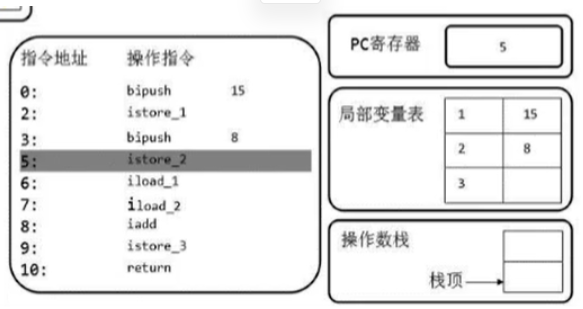 指令地址 操作指令
0: bipush 15
2: istore_1
3: bipush 8
5: istore_2
6: iload_1
7: iload_2
8: iadd
9: istore_3
10: return
PC寄存器 5
局部变量表 1 15
2 8
3
操作数栈
栈顶